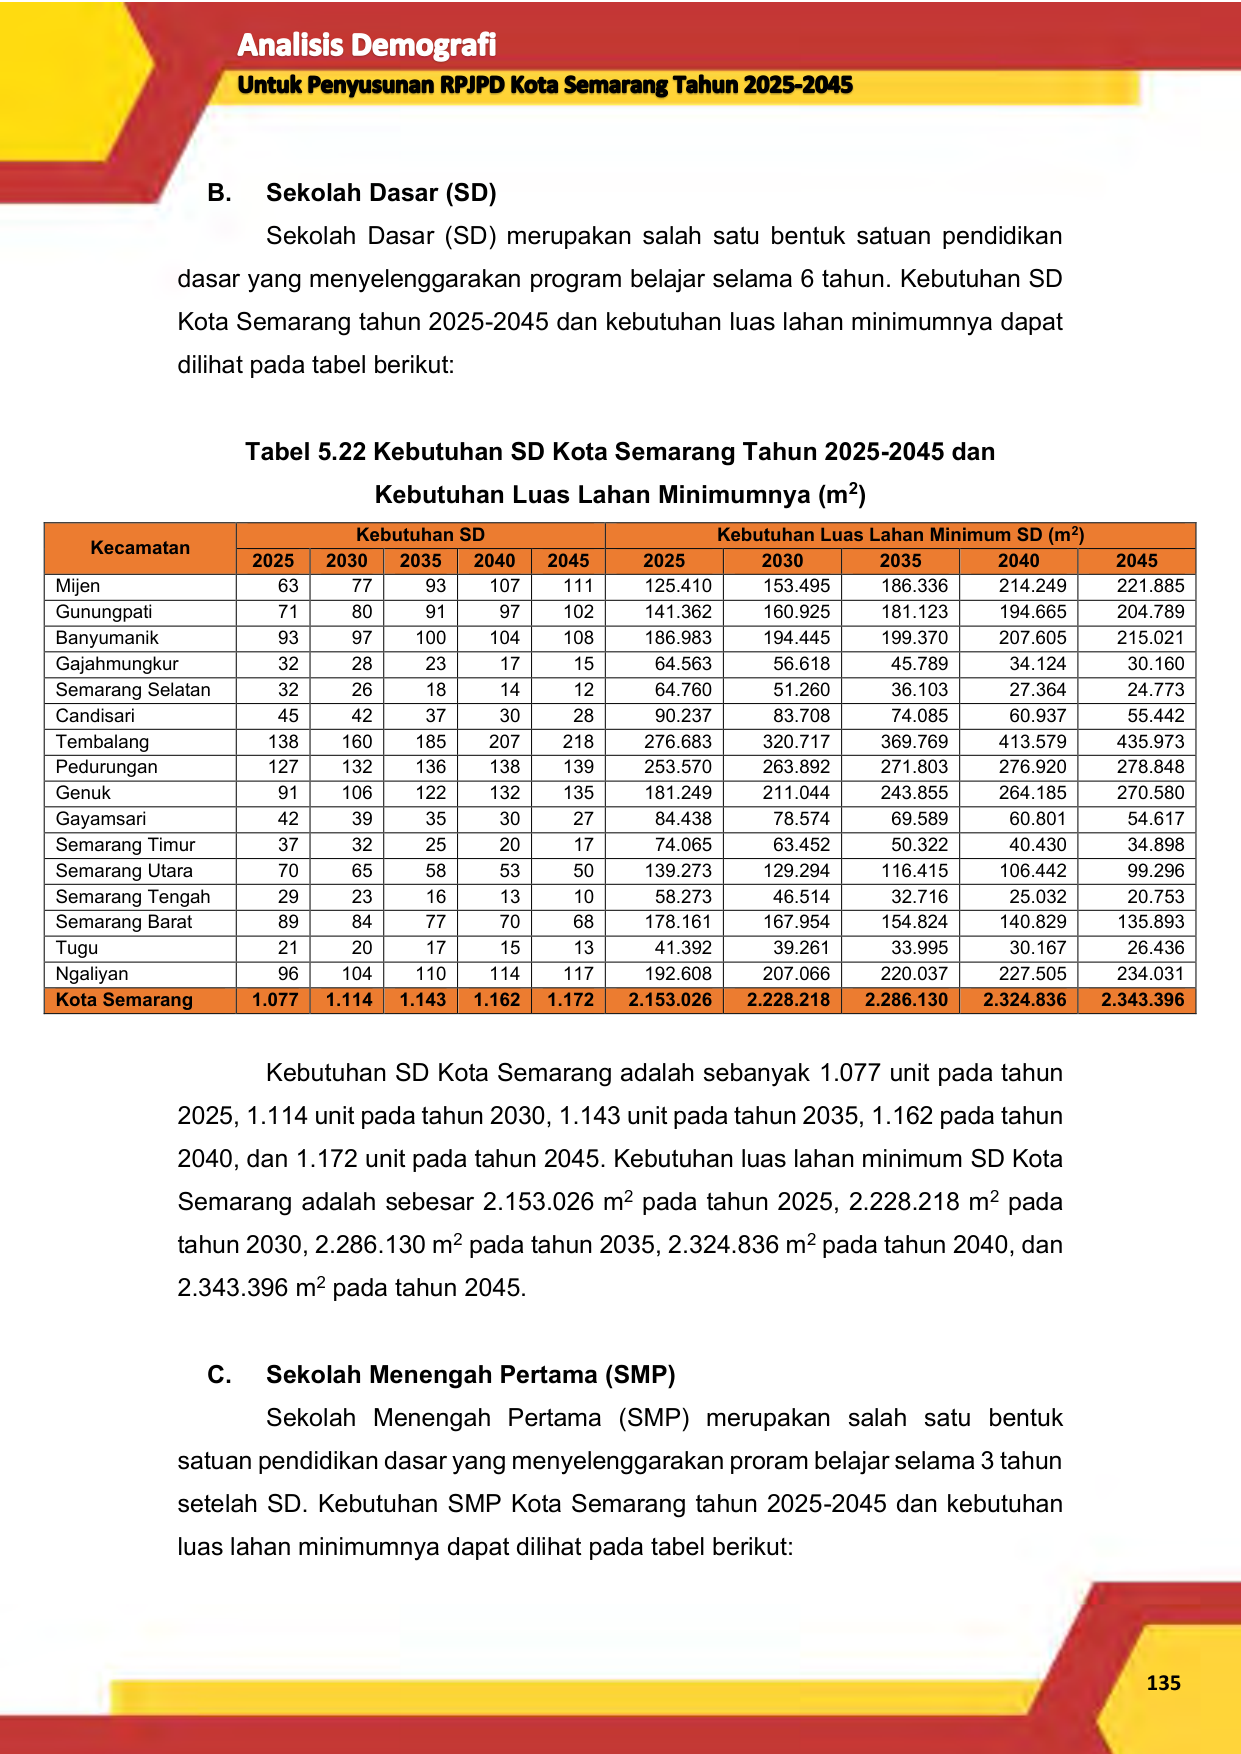 Analisis Demografi
Untuk Penyusunan RPJPD Kota Semarang Tahun 2025-2045
B. Sekolah Dasar (SD)
Sekolah Dasar (SD) merupakan salah satu bentuk satuan pendidikan
dasar yang menyelenggarakan program belajar selama 6 tahun. Kebutuhan SD
Kota Semarang tahun 2025-2045 dan kebutuhan luas lahan minimumnya dapat
dilihat pada tabel berikut:
Tabel 5.22 Kebutuhan SD Kota Semarang Tahun 2025-2045 dan
Kebutuhan Luas Lahan Minimumnya (m²)
Kecamatan Kebutuhan SD Kebutuhan Luas Lahan Minimum SD (m²)
2025 2030 2035 2040 2045 2025 2030 2035 2040 2045
Mijen 63 77 93 107 111 125.410 153.495 186.336 214.249 221.885
Gunungpati 71 80 91 97 102 141.362 160.925 181.123 194.665 204.789
Banyumanik 93 97 100 104 108 186.983 194.445 199.370 207.605 215.021
Gajahmungkur 32 28 23 17 15 64.563 56.618 45.789 34.124 30.160
Semarang Selatan 32 26 18 14 12 64.760 51.260 36.103 27.364 24.773
Candisari 45 42 37 30 28 90.237 83.708 74.085 60.937 55.442
Tembalang 138 160 185 207 218 276.683 320.717 369.769 413.579 435.973
Pedurungan 127 132 136 138 139 253.570 263.892 271.803 276.920 278.848
Genuk 91 106 122 132 135 181.249 211.044 243.855 264.185 270.580
Gayamsari 42 39 35 30 27 84.438 78.574 69.589 60.801 54.617
Semarang Timur 37 32 25 20 17 74.065 63.452 50.322 40.430 34.898
Semarang Utara 70 65 58 53 50 139.273 129.294 116.415 106.442 99.296
Semarang Tengah 29 23 16 13 10 58.273 46.514 32.716 25.032 20.753
Semarang Barat 89 84 77 70 68 178.161 167.954 154.824 140.829 135.893
Tugu 21 20 17 15 13 41.392 39.261 33.995 30.167 26.436
Ngaliyan 96 104 110 114 117 192.608 207.066 220.037 227.505 234.031
Kota Semarang 1.077 1.114 1.143 1.162 1.172 2.153.026 2.228.218 2.286.130 2.324.836 2.343.396
Kebutuhan SD Kota Semarang adalah sebanyak 1.077 unit pada tahun
2025, 1.114 unit pada tahun 2030, 1.143 unit pada tahun 2035, 1.162 pada tahun
2040, dan 1.172 unit pada tahun 2045. Kebutuhan luas lahan minimum SD Kota
Semarang adalah sebesar 2.153.026 m² pada tahun 2025, 2.228.218 m² pada
tahun 2030, 2.286.130 m² pada tahun 2035, 2.324.836 m² pada tahun 2040, dan
2.343.396 m² pada tahun 2045.
C. Sekolah Menengah Pertama (SMP)
Sekolah Menengah Pertama (SMP) merupakan salah satu bentuk
satuan pendidikan dasar yang menyelenggarakan proram belajar selama 3 tahun
setelah SD. Kebutuhan SMP Kota Semarang tahun 2025-2045 dan kebutuhan
luas lahan minimumnya dapat dilihat pada tabel berikut:
135